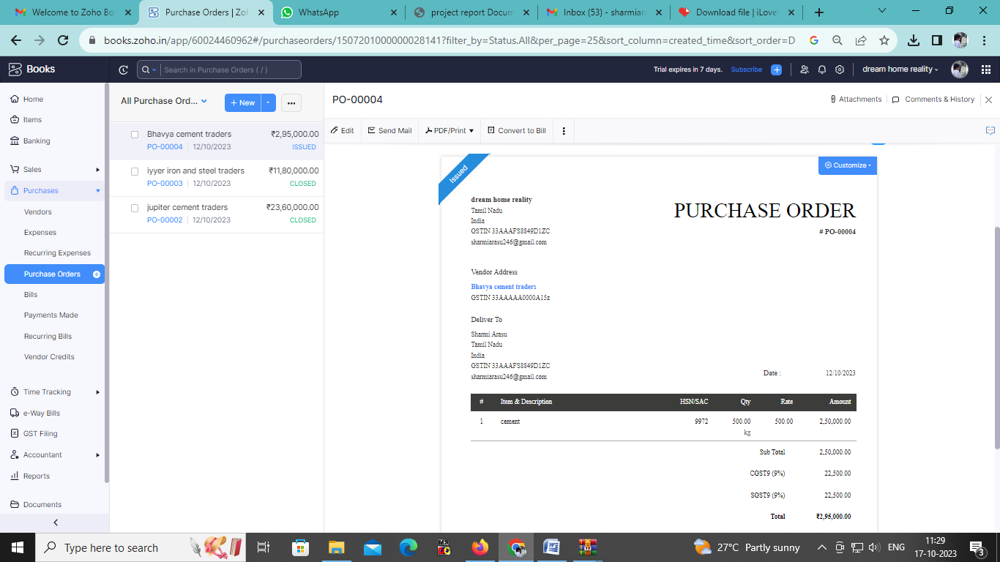 Welcome to Zoho Bo
Purchase Orders | Zoh
WhatsApp
project report Docum
Inbox (53) - sharmiar
Download file | iLove
books.zoho.in/app/60024460962#/purchaseorders/1507201000000028141?filter_by=Status.All&per_page=25&sort_column=created_time&sort_order=D
Books
Search in Purchase Orders ( / )
Trial expires in 7 days.
Subscribe
dream home reality
Home
Items
Banking
Sales
Purchases
Vendors
Expenses
Recurring Expenses
Purchase Orders
Bills
Payments Made
Recurring Bills
Vendor Credits
Time Tracking
e-Way Bills
GST Filing
Accountant
Reports
Documents
All Purchase Ord...
+ New
Bhavya cement traders ₹2,95,000.00
PO-00004 | 12/10/2023 ISSUED
iyyer iron and steel traders ₹11,80,000.00
PO-00003 | 12/10/2023 CLOSED
jupiter cement traders ₹23,60,000.00
PO-00002 | 12/10/2023 CLOSED
PO-00004
Attachments
Comments & History
Edit
Send Mail
PDF/Print
Convert to Bill
Issued
Customize
dream home reality
Tamil Nadu
India
GSTIN 33AAAFS8849D1ZC
sharmiarasu246@gmail.com
PURCHASE ORDER
# PO-00004
Vendor Address
Bhavya cement traders
GSTIN 33AAAAA0000A15z
Deliver To
Sharmi Arasu
Tamil Nadu
India
GSTIN 33AAAFS8849D1ZC
sharmiarasu246@gmail.com
Date : 12/10/2023
# Item & Description HSN/SAC Qty Rate Amount
1 cement 9972 500.00 500.00 2,50,000.00
kg
Sub Total 2,50,000.00
CGST9 (9%) 22,500.00
SGST9 (9%) 22,500.00
Total ₹2,95,000.00
Type here to search
27°C Partly sunny
ENG
11:29
17-10-2023
3